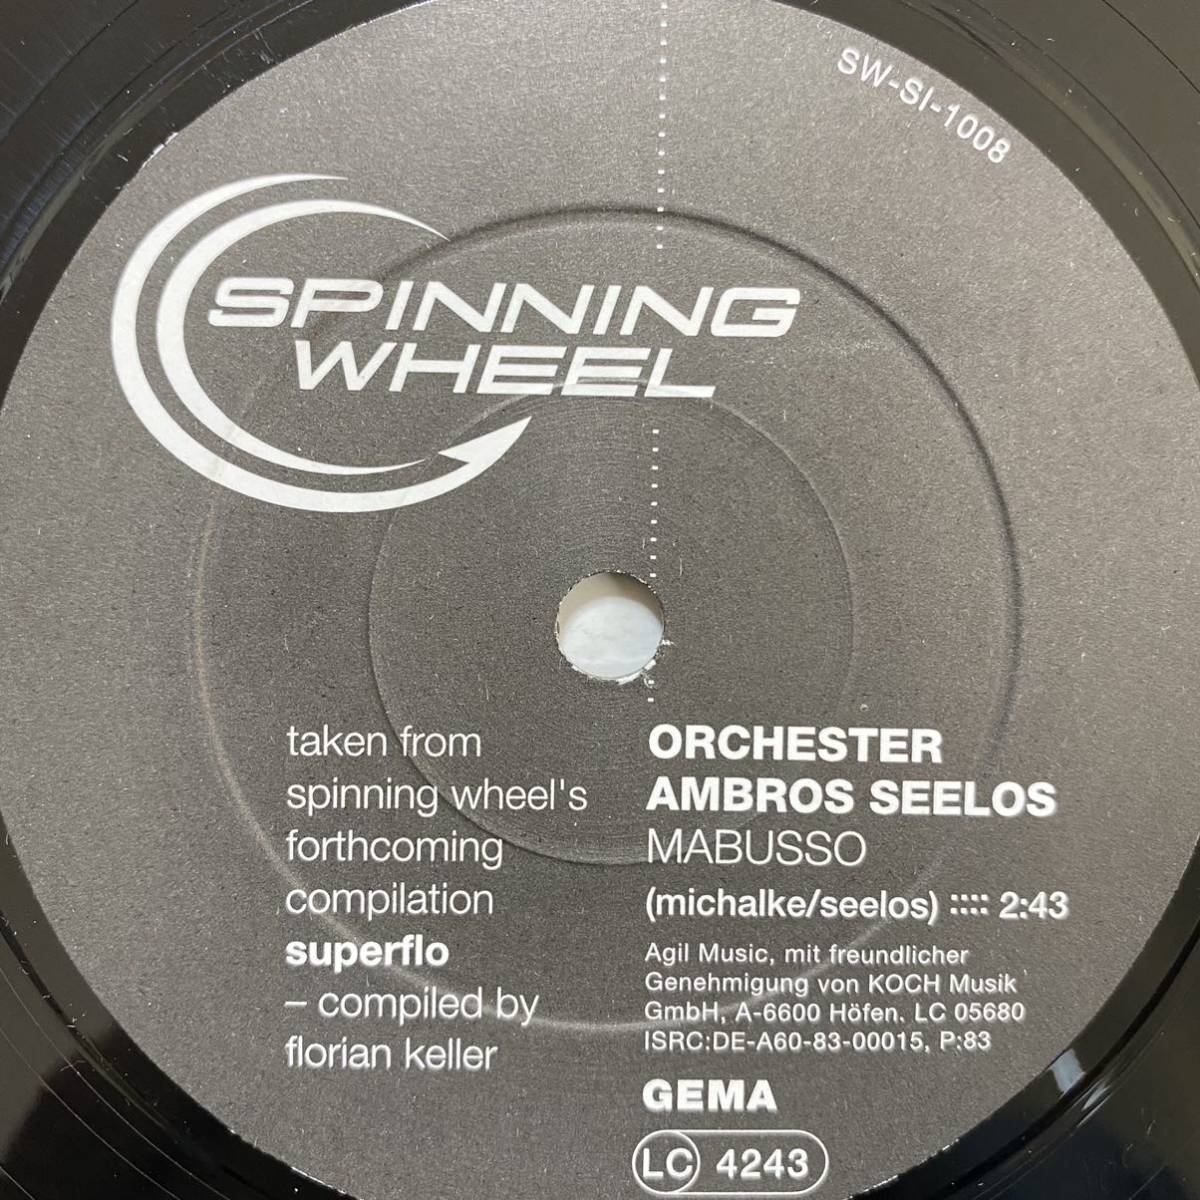 SW-SI-1008
SPINNING
WHEEL
taken from
spinning wheel's
forthcoming
compilation
superflo
– compiled by
florian keller
ORCHESTER
AMBROS SEELOS
MABUSSO
(michalke/seelos) :::: 2:43
Agil Music, mit freundlicher
Genehmigung von KOCH Musik
GmbH, A-6600 Höfen. LC 05680
ISRC:DE-A60-83-00015, P:83
GEMA
LC 4243